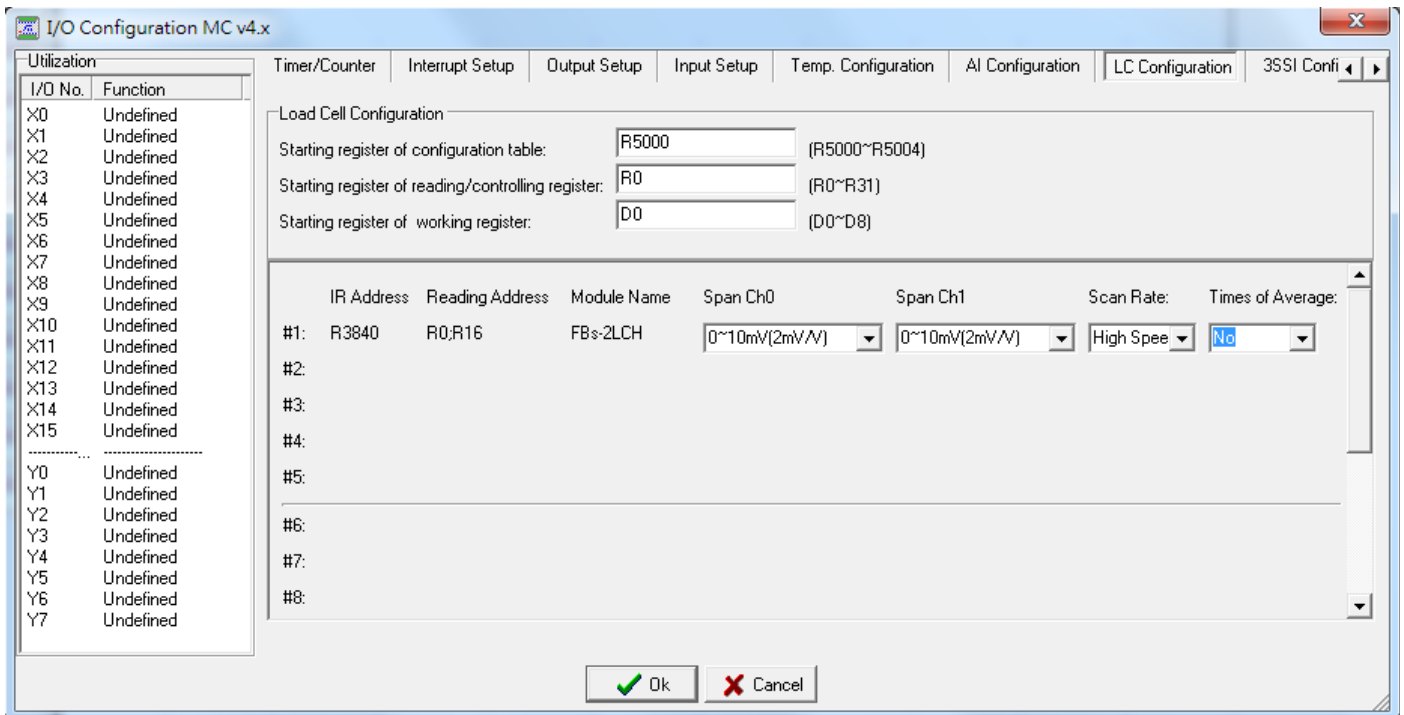 I/O Configuration MC v4.x
Utilization
I/O No. Function
X0 Undefined
X1 Undefined
X2 Undefined
X3 Undefined
X4 Undefined
X5 Undefined
X6 Undefined
X7 Undefined
X8 Undefined
X9 Undefined
X10 Undefined
X11 Undefined
X12 Undefined
X13 Undefined
X14 Undefined
X15 Undefined
----------... --------------------
Y0 Undefined
Y1 Undefined
Y2 Undefined
Y3 Undefined
Y4 Undefined
Y5 Undefined
Y6 Undefined
Y7 Undefined
Timer/Counter Interrupt Setup Output Setup Input Setup Temp. Configuration AI Configuration LC Configuration 3SSI Confi
Load Cell Configuration
Starting register of configuration table: R5000 (R5000~R5004)
Starting register of reading/controlling register: R0 (R0~R31)
Starting register of working register: D0 (D0~D8)
IR Address Reading Address Module Name Span Ch0 Span Ch1 Scan Rate: Times of Average:
#1: R3840 R0;R16 FBs-2LCH 0~10mV(2mV/V) 0~10mV(2mV/V) High Spee No
#2:
#3:
#4:
#5:
#6:
#7:
#8:
Ok Cancel